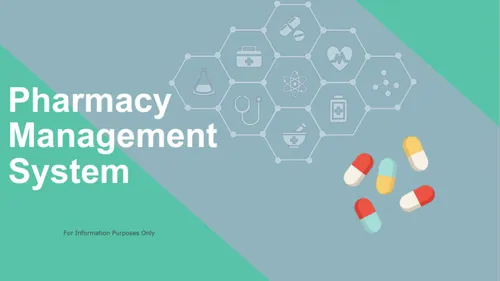 Pharmacy
Management
System
For Information Purposes Only